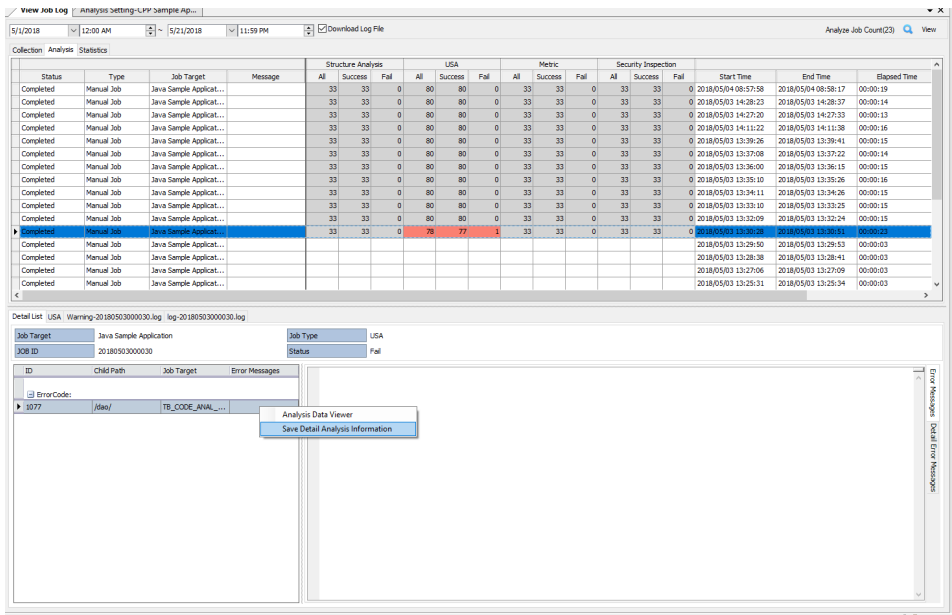 View Job Log Analysis Setting-CPP Sample Ap...
5/1/2018 12:00 AM ~ 5/21/2018 11:59 PM Download Log File Analyze Job Count(23) View
Collection Analysis Statistics
Structure Analysis USA Metric Security Inspection
Status Type Job Target Message All Success Fail All Success Fail All Success Fail All Success Fail Start Time End Time Elapsed Time
Completed Manual Job Java Sample Applicat... 33 33 0 80 80 0 33 33 0 33 33 0 2018/05/04 08:57:58 2018/05/04 08:58:17 00:00:19
Completed Manual Job Java Sample Applicat... 33 33 0 80 80 0 33 33 0 33 33 0 2018/05/03 14:28:23 2018/05/03 14:28:37 00:00:14
Completed Manual Job Java Sample Applicat... 33 33 0 80 80 0 33 33 0 33 33 0 2018/05/03 14:27:20 2018/05/03 14:27:33 00:00:13
Completed Manual Job Java Sample Applicat... 33 33 0 80 80 0 33 33 0 33 33 0 2018/05/03 14:11:22 2018/05/03 14:11:38 00:00:16
Completed Manual Job Java Sample Applicat... 33 33 0 80 80 0 33 33 0 33 33 0 2018/05/03 13:39:26 2018/05/03 13:39:41 00:00:15
Completed Manual Job Java Sample Applicat... 33 33 0 80 80 0 33 33 0 33 33 0 2018/05/03 13:37:08 2018/05/03 13:37:22 00:00:14
Completed Manual Job Java Sample Applicat... 33 33 0 80 80 0 33 33 0 33 33 0 2018/05/03 13:36:00 2018/05/03 13:36:15 00:00:15
Completed Manual Job Java Sample Applicat... 33 33 0 80 80 0 33 33 0 33 33 0 2018/05/03 13:35:10 2018/05/03 13:35:26 00:00:16
Completed Manual Job Java Sample Applicat... 33 33 0 80 80 0 33 33 0 33 33 0 2018/05/03 13:34:11 2018/05/03 13:34:26 00:00:15
Completed Manual Job Java Sample Applicat... 33 33 0 80 80 0 33 33 0 33 33 0 2018/05/03 13:33:10 2018/05/03 13:33:25 00:00:15
Completed Manual Job Java Sample Applicat... 33 33 0 80 80 0 33 33 0 33 33 0 2018/05/03 13:32:09 2018/05/03 13:32:24 00:00:15
Completed Manual Job Java Sample Applicat... 33 33 0 78 77 1 33 33 0 33 33 0 2018/05/03 13:30:28 2018/05/03 13:30:51 00:00:23
Completed Manual Job Java Sample Applicat... 2018/05/03 13:29:50 2018/05/03 13:29:53 00:00:03
Completed Manual Job Java Sample Applicat... 2018/05/03 13:28:38 2018/05/03 13:28:41 00:00:03
Completed Manual Job Java Sample Applicat... 2018/05/03 13:27:06 2018/05/03 13:27:09 00:00:03
Completed Manual Job Java Sample Applicat... 2018/05/03 13:25:31 2018/05/03 13:25:34 00:00:03
Detail List USA Warning-20180503000030.log log-20180503000030.log
Job Target Java Sample Application Job Type USA
JOB ID 20180503000030 Status Fail
ID Child Path Job Target Error Messages
ErrorCode:
1077 /dao/ TB_CODE_ANAL_...
Analysis Data Viewer
Save Detail Analysis Information
Error Messages
Detail Error Messages